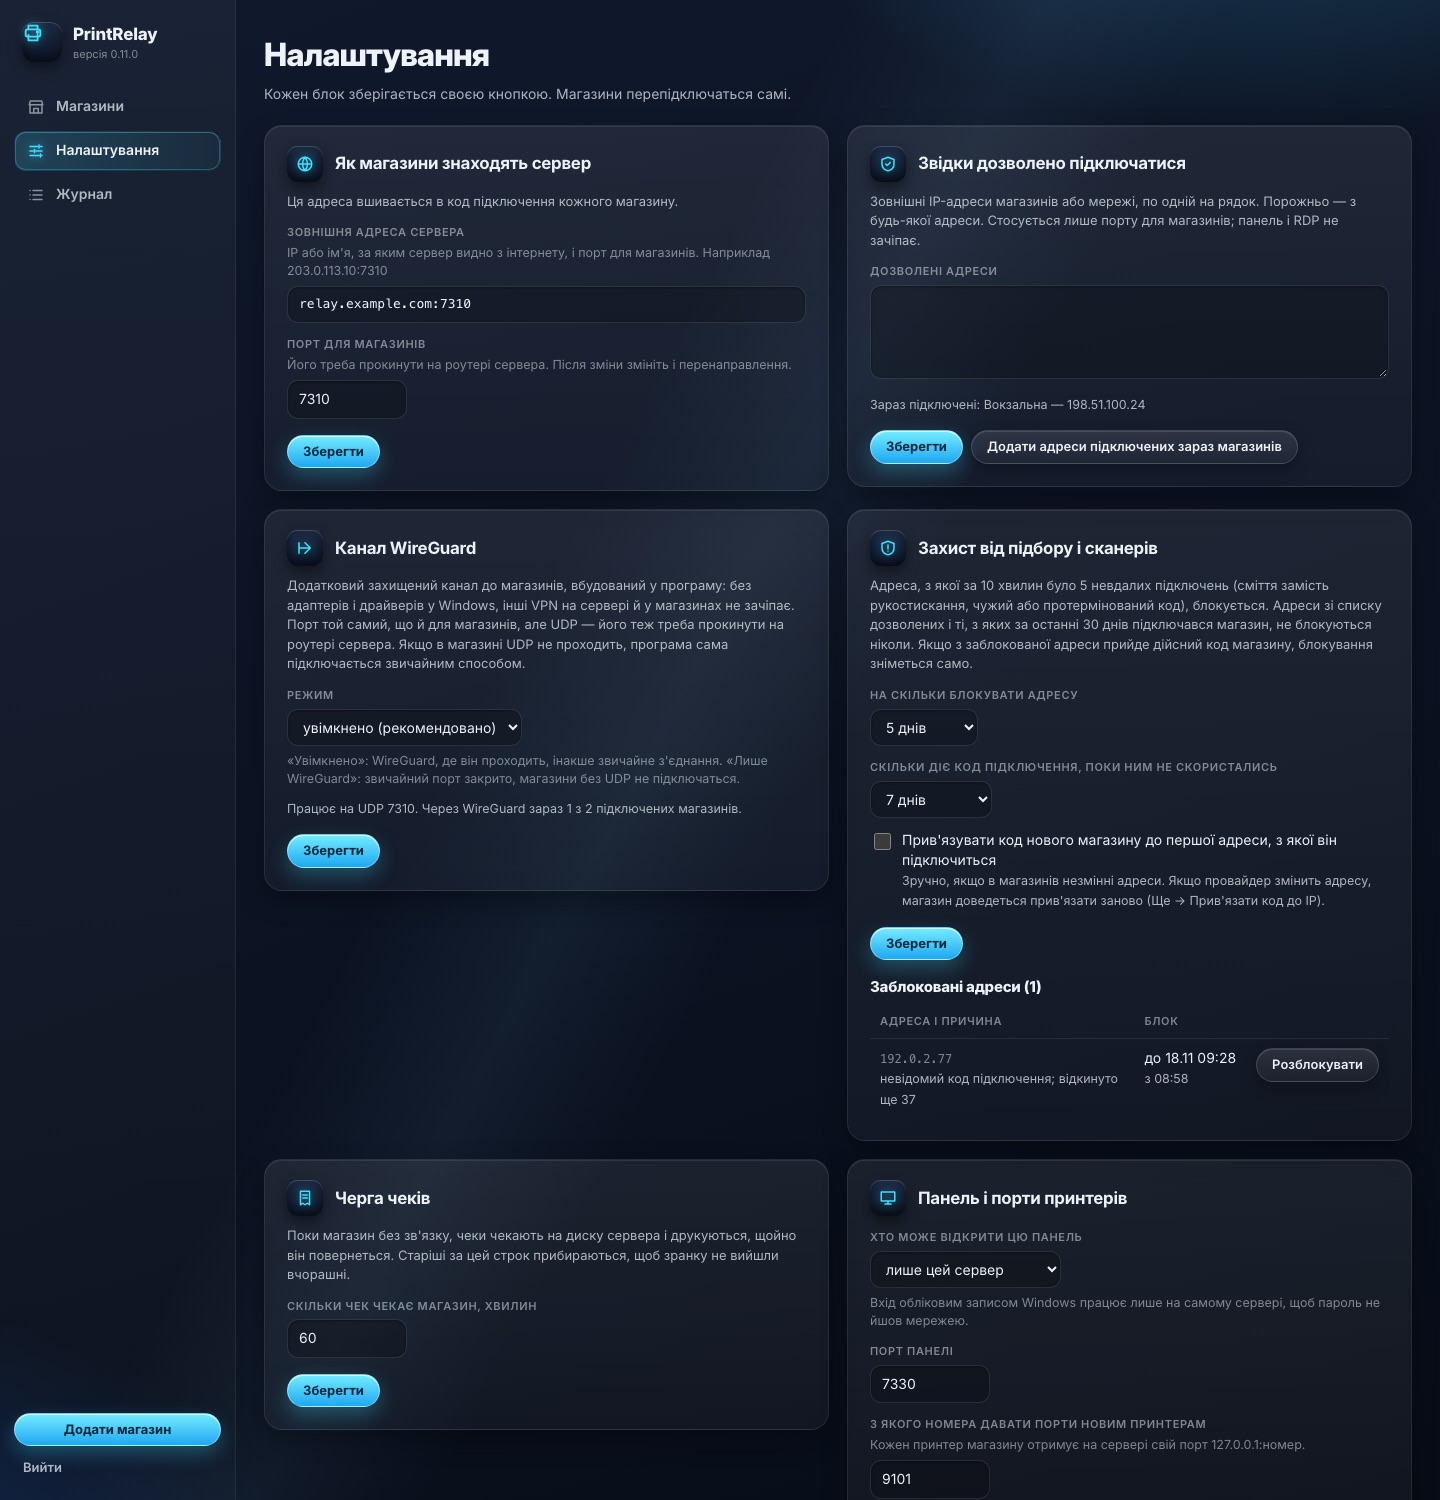 PrintRelay
версія 0.11.0
Магазини
Налаштування
Журнал
Додати магазин
Вийти
Налаштування
Кожен блок зберігається своєю кнопкою. Магазини перепідключаться самі.
Як магазини знаходять сервер
Ця адреса вшивається в код підключення кожного магазину.
ЗОВНІШНЯ АДРЕСА СЕРВЕРА
IP або ім'я, за яким сервер видно з інтернету, і порт для магазинів. Наприклад
203.0.113.10:7310
relay.example.com:7310
ПОРТ ДЛЯ МАГАЗИНІВ
Його треба прокинути на роутері сервера. Після зміни змініть і перенаправлення.
7310
Зберегти
Звідки дозволено підключатися
Зовнішні IP-адреси магазинів або мережі, по одній на рядок. Порожньо — з
будь-якої адреси. Стосується лише порту для магазинів; панель і RDP не
зачіпає.
ДОЗВОЛЕНІ АДРЕСИ
Зараз підключені: Вокзальна — 198.51.100.24
Зберегти
Додати адреси підключених зараз магазинів
Канал WireGuard
Додатковий захищений канал до магазинів, вбудований у програму: без
адаптерів і драйверів у Windows, інші VPN на сервері й у магазинах не зачіпає.
Порт той самий, що й для магазинів, але UDP — його теж треба прокинути на
роутері сервера. Якщо в магазині UDP не проходить, програма сама
підключається звичайним способом.
РЕЖИМ
увімкнено (рекомендовано)
«Увімкнено»: WireGuard, де він проходить, інакше звичайне з'єднання. «Лише
WireGuard»: звичайний порт закрито, магазини без UDP не підключаться.
Працює на UDP 7310. Через WireGuard зараз 1 з 2 підключених магазинів.
Зберегти
Захист від підбору і сканерів
Адреса, з якої за 10 хвилин було 5 невдалих підключень (сміття замість
рукостискання, чужий або протермінований код), блокується. Адреси зі списку
дозволених і ті, з яких за останні 30 днів підключався магазин, не блокуються
ніколи. Якщо з заблокованої адреси прийде дійсний код магазину, блокування
зніметься само.
НА СКІЛЬКИ БЛОКУВАТИ АДРЕСУ
5 днів
СКІЛЬКИ ДІЄ КОД ПІДКЛЮЧЕННЯ, ПОКИ НИМ НЕ СКОРИСТАЛИСЬ
7 днів
Прив'язувати код нового магазину до першої адреси, з якої він
підключиться
Зручно, якщо в магазинів незмінні адреси. Якщо провайдер змінить адресу,
магазин доведеться прив'язати заново (Ще → Прив'язати код до IP).
Зберегти
Заблоковані адреси (1)
АДРЕСА І ПРИЧИНА
БЛОК
192.0.2.77
невідомий код підключення; відкинуто
ще 37
до 18.11 09:28
з 08:58
Розблокувати
Черга чеків
Поки магазин без зв'язку, чеки чекають на диску сервера і друкуються, щойно
він повернеться. Старіші за цей строк прибираються, щоб зранку не вийшли
вчорашні.
СКІЛЬКИ ЧЕК ЧЕКАЄ МАГАЗИН, ХВИЛИН
60
Зберегти
Панель і порти принтерів
ХТО МОЖЕ ВІДКРИТИ ЦЮ ПАНЕЛЬ
лише цей сервер
Вхід обліковим записом Windows працює лише на самому сервері, щоб пароль не
йшов мережею.
ПОРТ ПАНЕЛІ
7330
З ЯКОГО НОМЕРА ДАВАТИ ПОРТИ НОВИМ ПРИНТЕРАМ
Кожен принтер магазину отримує на сервері свій порт 127.0.0.1:номер.
9101